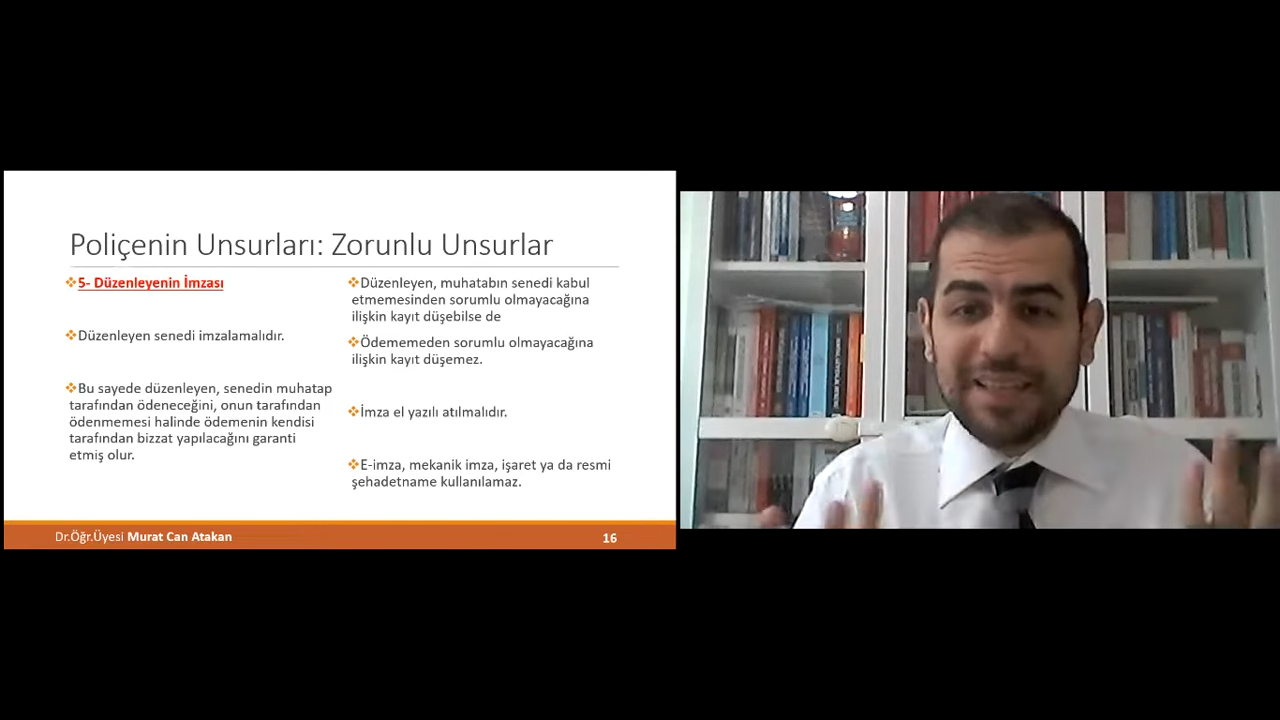 Poliçenin Unsurları: Zorunlu Unsurlar
❖5- Düzenleyenin İmzası
❖Düzenleyen senedi imzalamalıdır.
❖Bu sayede düzenleyen, senedin muhatap
tarafından ödeneceğini, onun tarafından
ödenmemesi halinde ödemenin kendisi
tarafından bizzat yapılacağını garanti
etmiş olur.
❖Düzenleyen, muhatabın senedi kabul
etmemesinden sorumlu olmayacağına
ilişkin kayıt düşebilse de
❖Ödememeden sorumlu olmayacağına
ilişkin kayıt düşemez.
❖İmza el yazılı atılmalıdır.
❖E-imza, mekanik imza, işaret ya da resmi
şehadetname kullanılamaz.
Dr.Öğr.Üyesi Murat Can Atakan
16